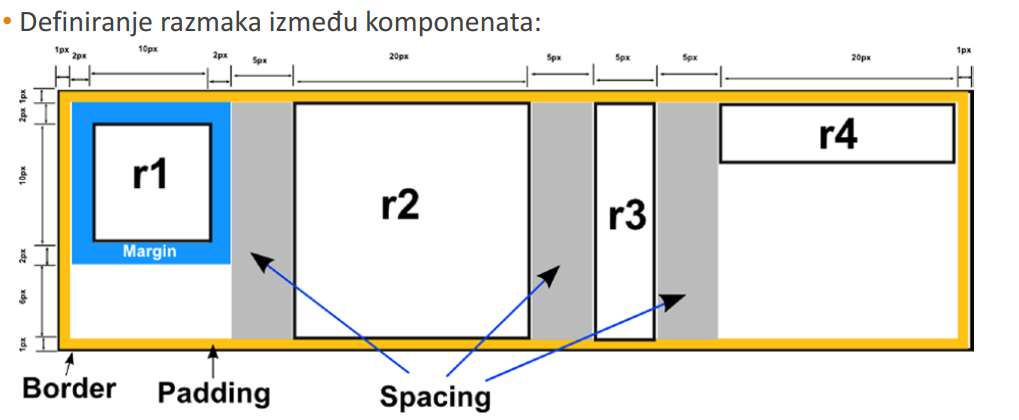 • Definiranje razmaka između komponenata:
1px 2px 10px 2px 5px 20px 5px 5px 5px 20px 1px
1px
2px
10px
2px
6px
1px
r1
r2
r3
r4
Margin
Border
Padding
Spacing